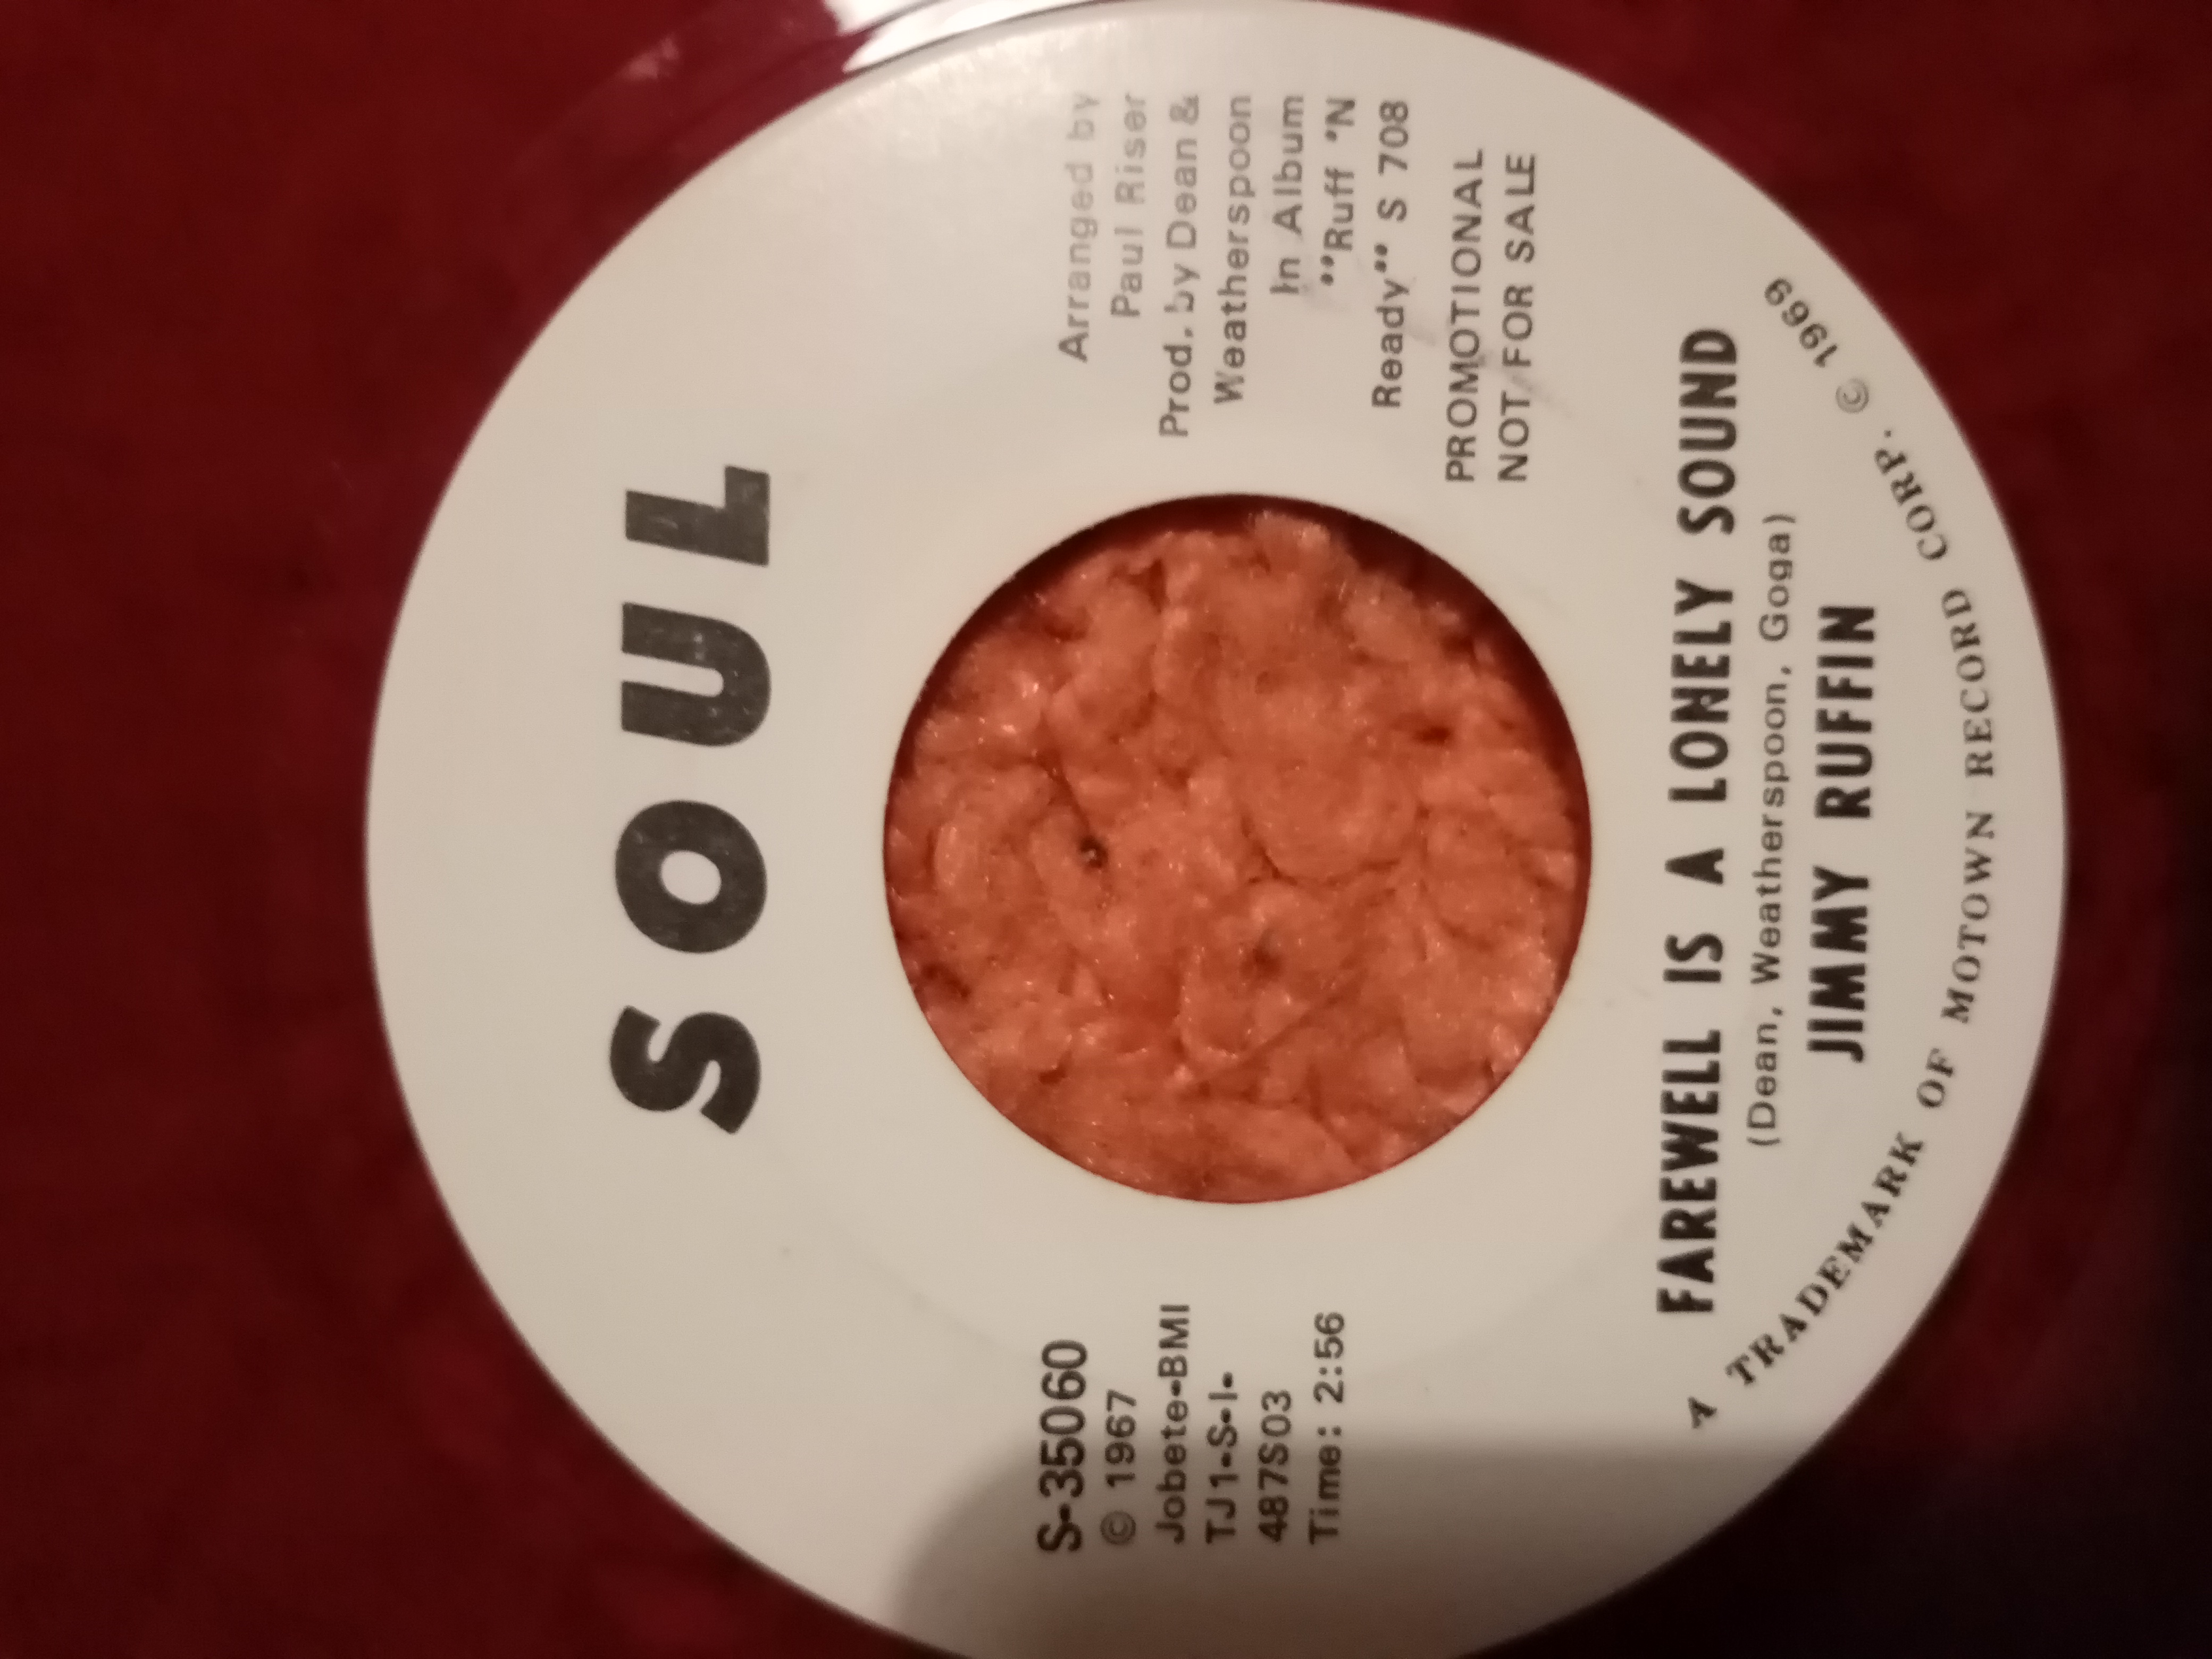 SOUL
S-35060
© 1967
Jobete-BMI
TJ1-S-I-
487S03
Time: 2:56
Arranged by
Paul Riser
Prod. by Dean &
Weatherspoon
In Album
"Ruff 'N
Ready" S 708
PROMOTIONAL
NOT FOR SALE
FAREWELL IS A LONELY SOUND
(Dean, Weatherspoon, Goga)
JIMMY RUFFIN
A TRADEMARK OF MOTOWN RECORD CORP. © 1969